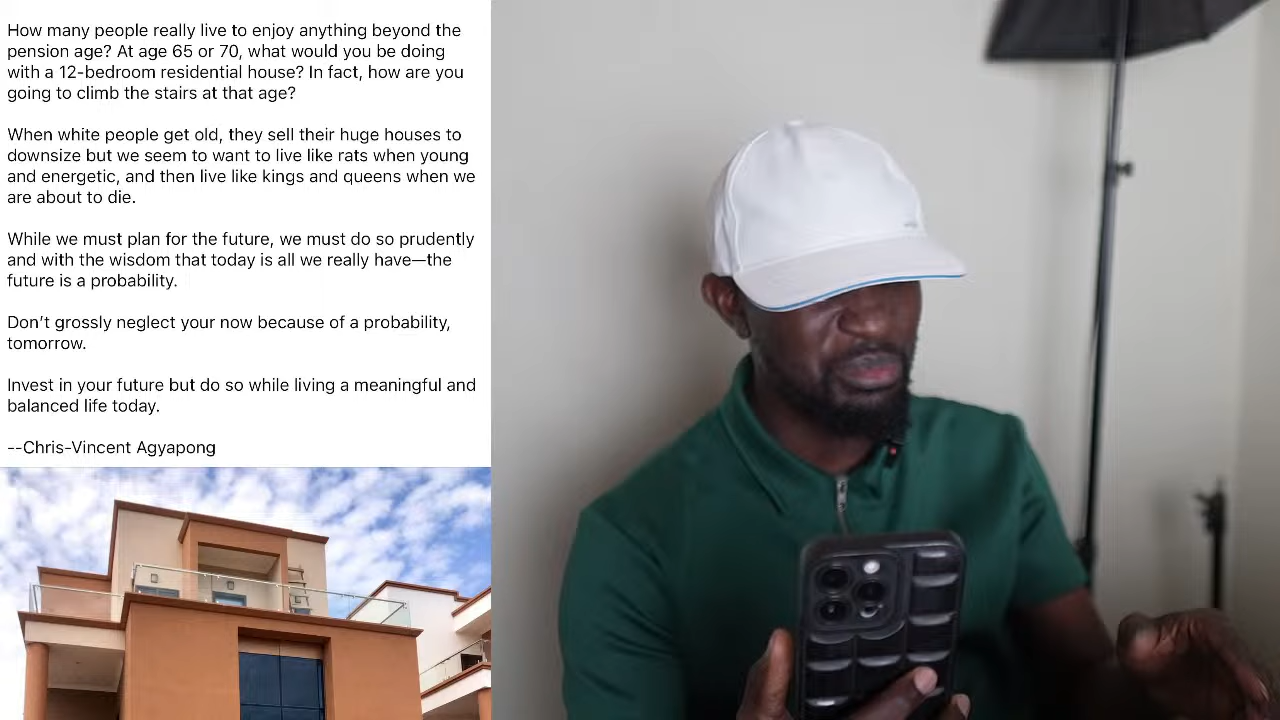 How many people really live to enjoy anything beyond the
pension age? At age 65 or 70, what would you be doing
with a 12-bedroom residential house? In fact, how are you
going to climb the stairs at that age?
When white people get old, they sell their huge houses to
downsize but we seem to want to live like rats when young
and energetic, and then live like kings and queens when we
are about to die.
While we must plan for the future, we must do so prudently
and with the wisdom that today is all we really have—the
future is a probability.
Don’t grossly neglect your now because of a probability,
tomorrow.
Invest in your future but do so while living a meaningful and
balanced life today.
--Chris-Vincent Agyapong